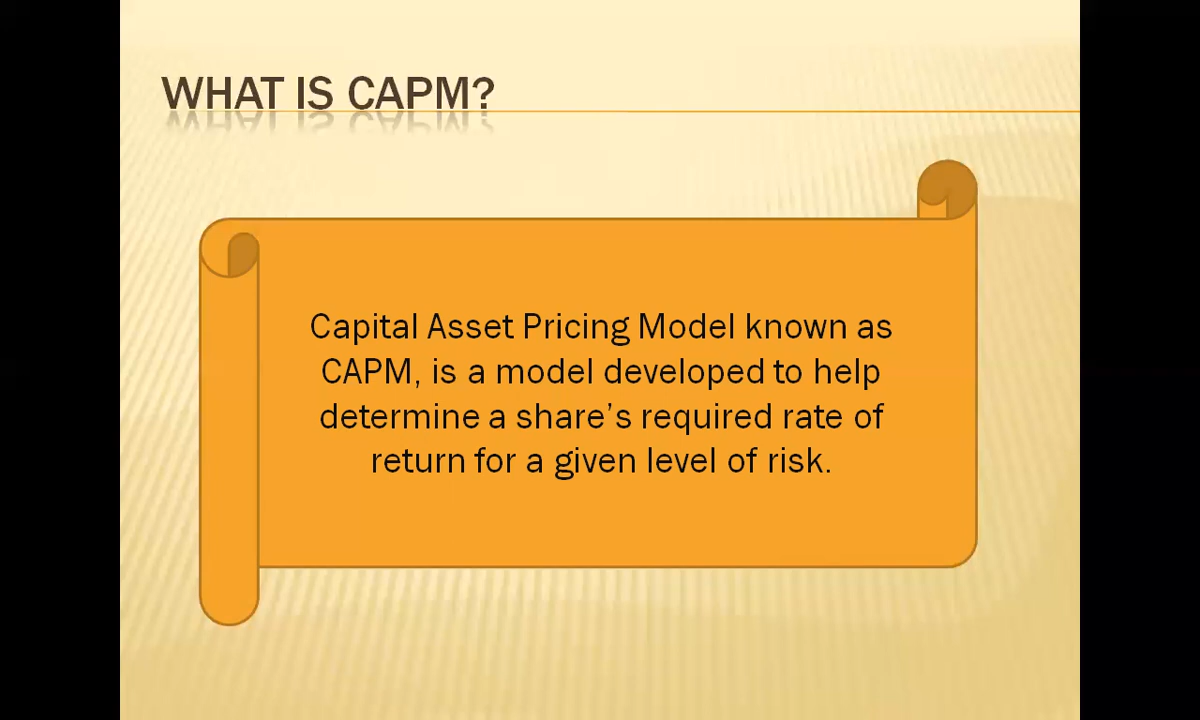 WHAT IS CAPM?
Capital Asset Pricing Model known as
CAPM, is a model developed to help
determine a share’s required rate of
return for a given level of risk.